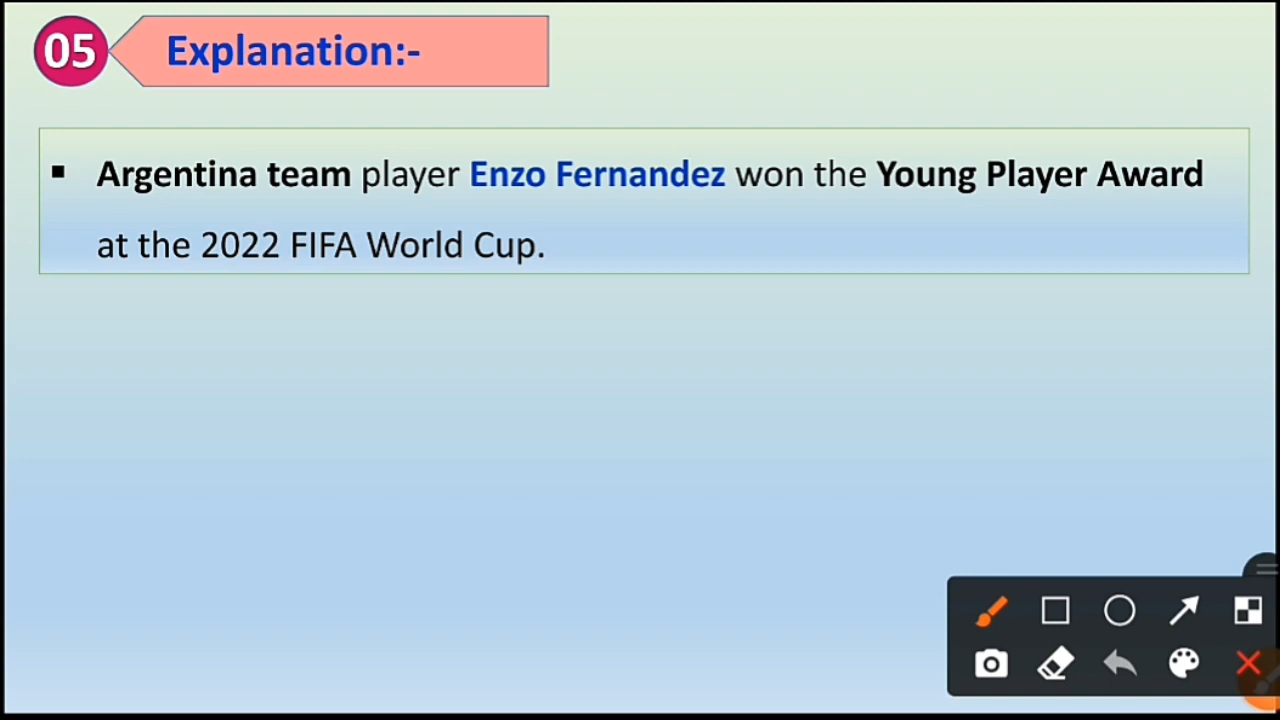 05 Explanation:-
▪ Argentina team player Enzo Fernandez won the Young Player Award
at the 2022 FIFA World Cup.